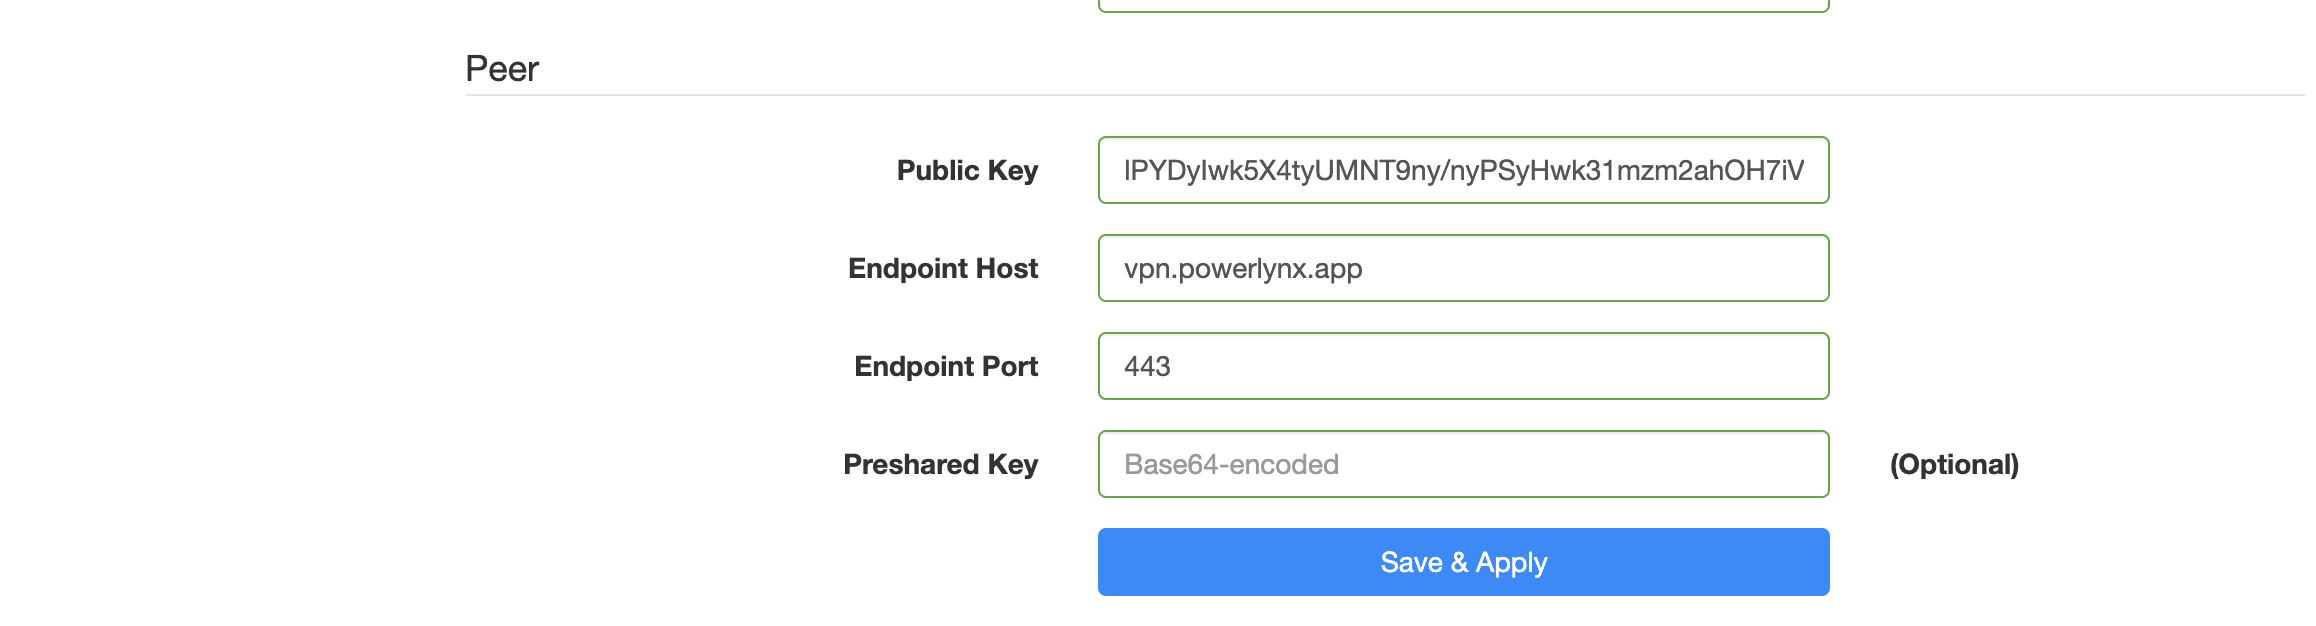 Peer
Public Key
lPYDyIwk5X4tyUMNT9ny/nyPSyHwk31mzm2ahOH7iV
Endpoint Host
vpn.powerlynx.app
Endpoint Port
443
Preshared Key
Base64-encoded
(Optional)
Save & Apply